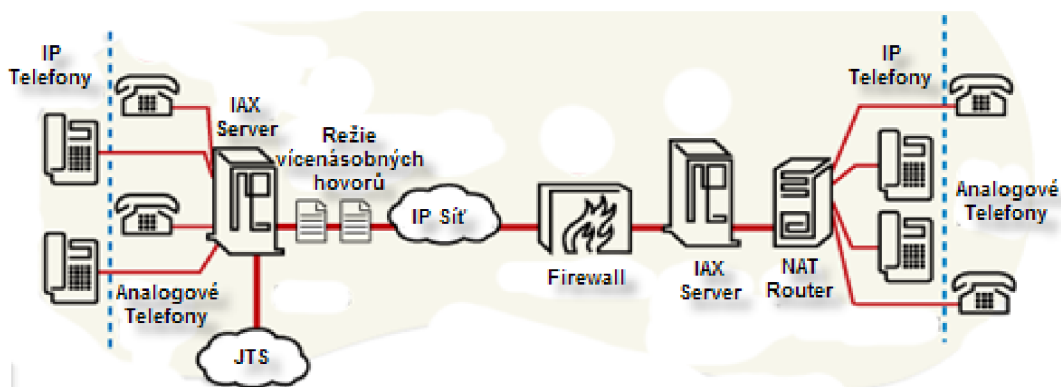 IP
Telefony
IAX
Server
Režie
vícenásobných
hovorů
IP Síť
Analogové
Telefony
JTS
Firewall
IAX
Server
NAT
Router
IP
Telefony
Analogové
Telefony